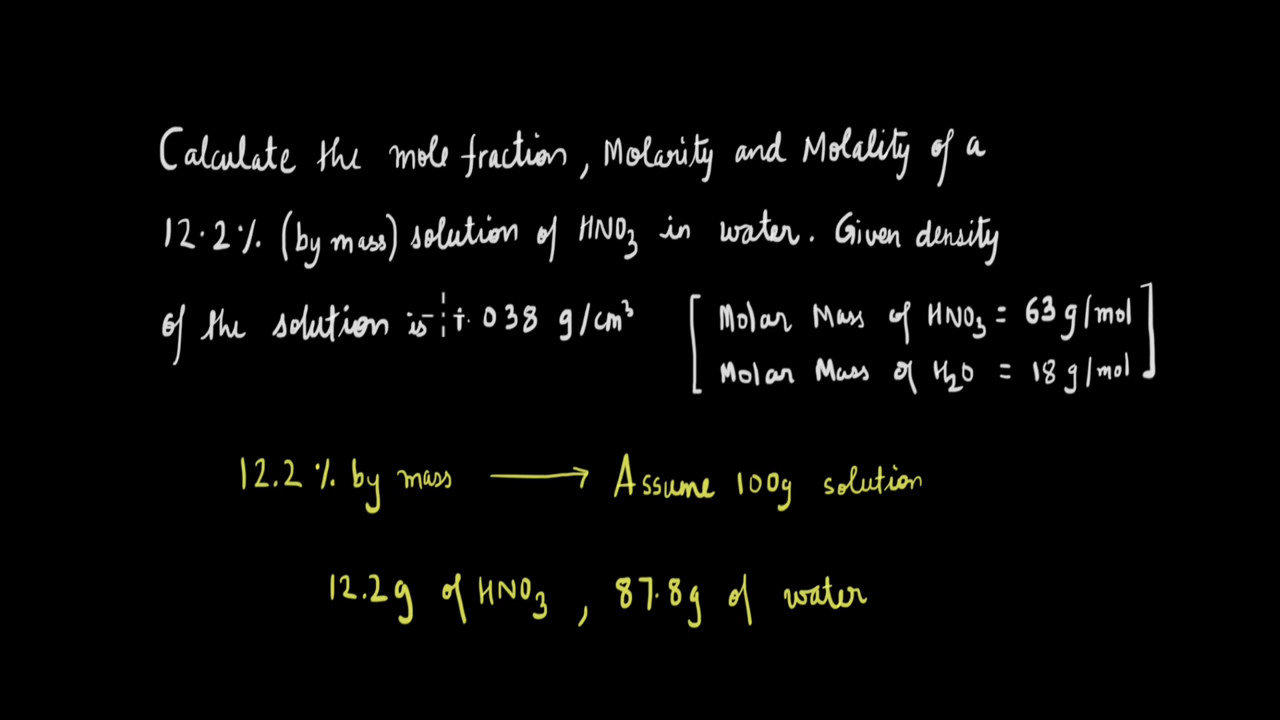 Calculate the mole fraction, Molarity and Molality of a
12.2% (by mass) solution of HNO₃ in water. Given density
of the solution is 1.038 g/cm³
[Molar Mass of HNO₃ = 63 g/mol
Molar Mass of H₂O = 18 g/mol]
12.2% by mass ⟶ Assume 100g solution
12.2g of HNO₃, 87.8g of water